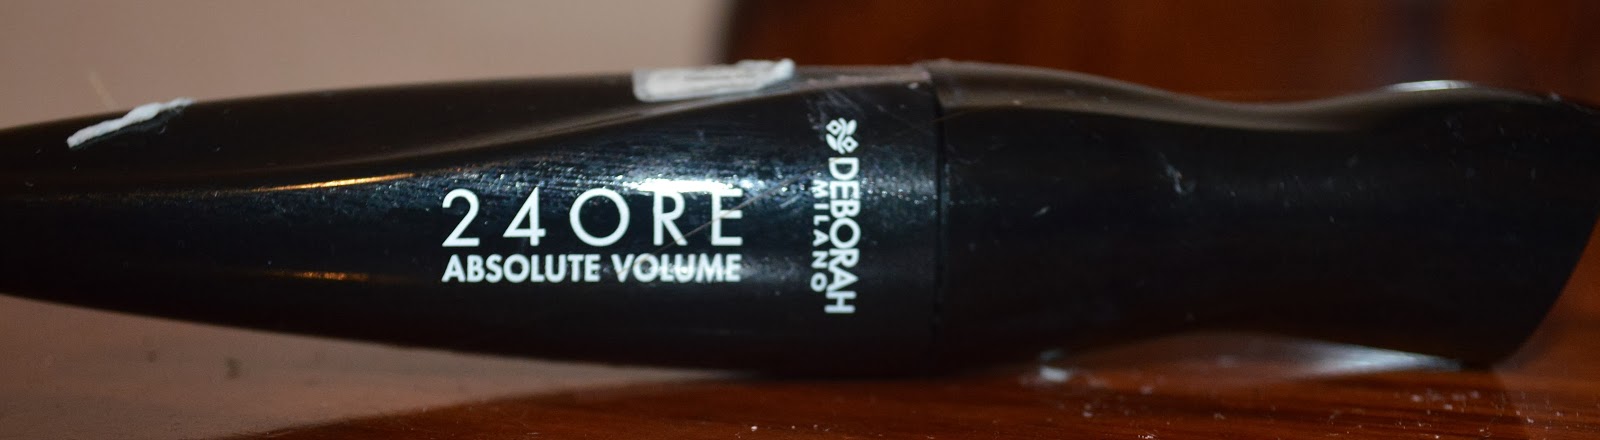 24ORE
ABSOLUTE VOLUME
DEBORAH
MILANO